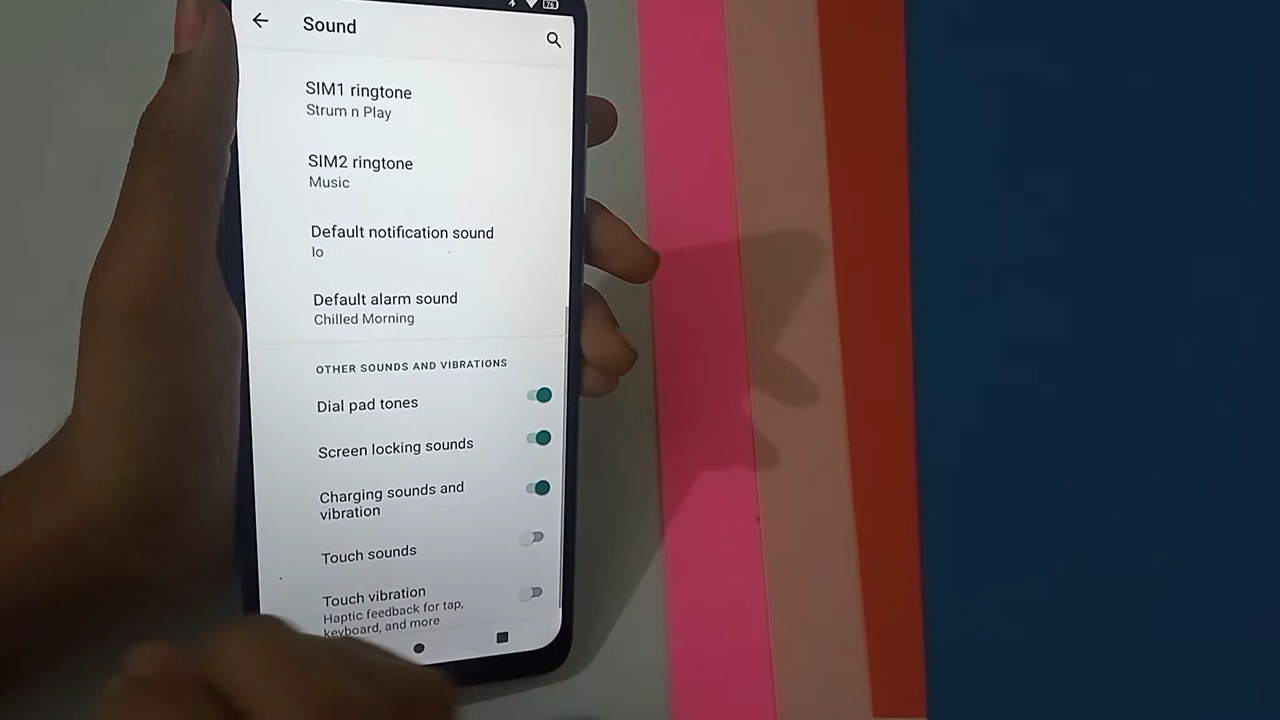 76
Sound
SIM1 ringtone
Strum n Play
SIM2 ringtone
Music
Default notification sound
Io
Default alarm sound
Chilled Morning
OTHER SOUNDS AND VIBRATIONS
Dial pad tones
Screen locking sounds
Charging sounds and
vibration
Touch sounds
Touch vibration
Haptic feedback for tap,
keyboard, and more